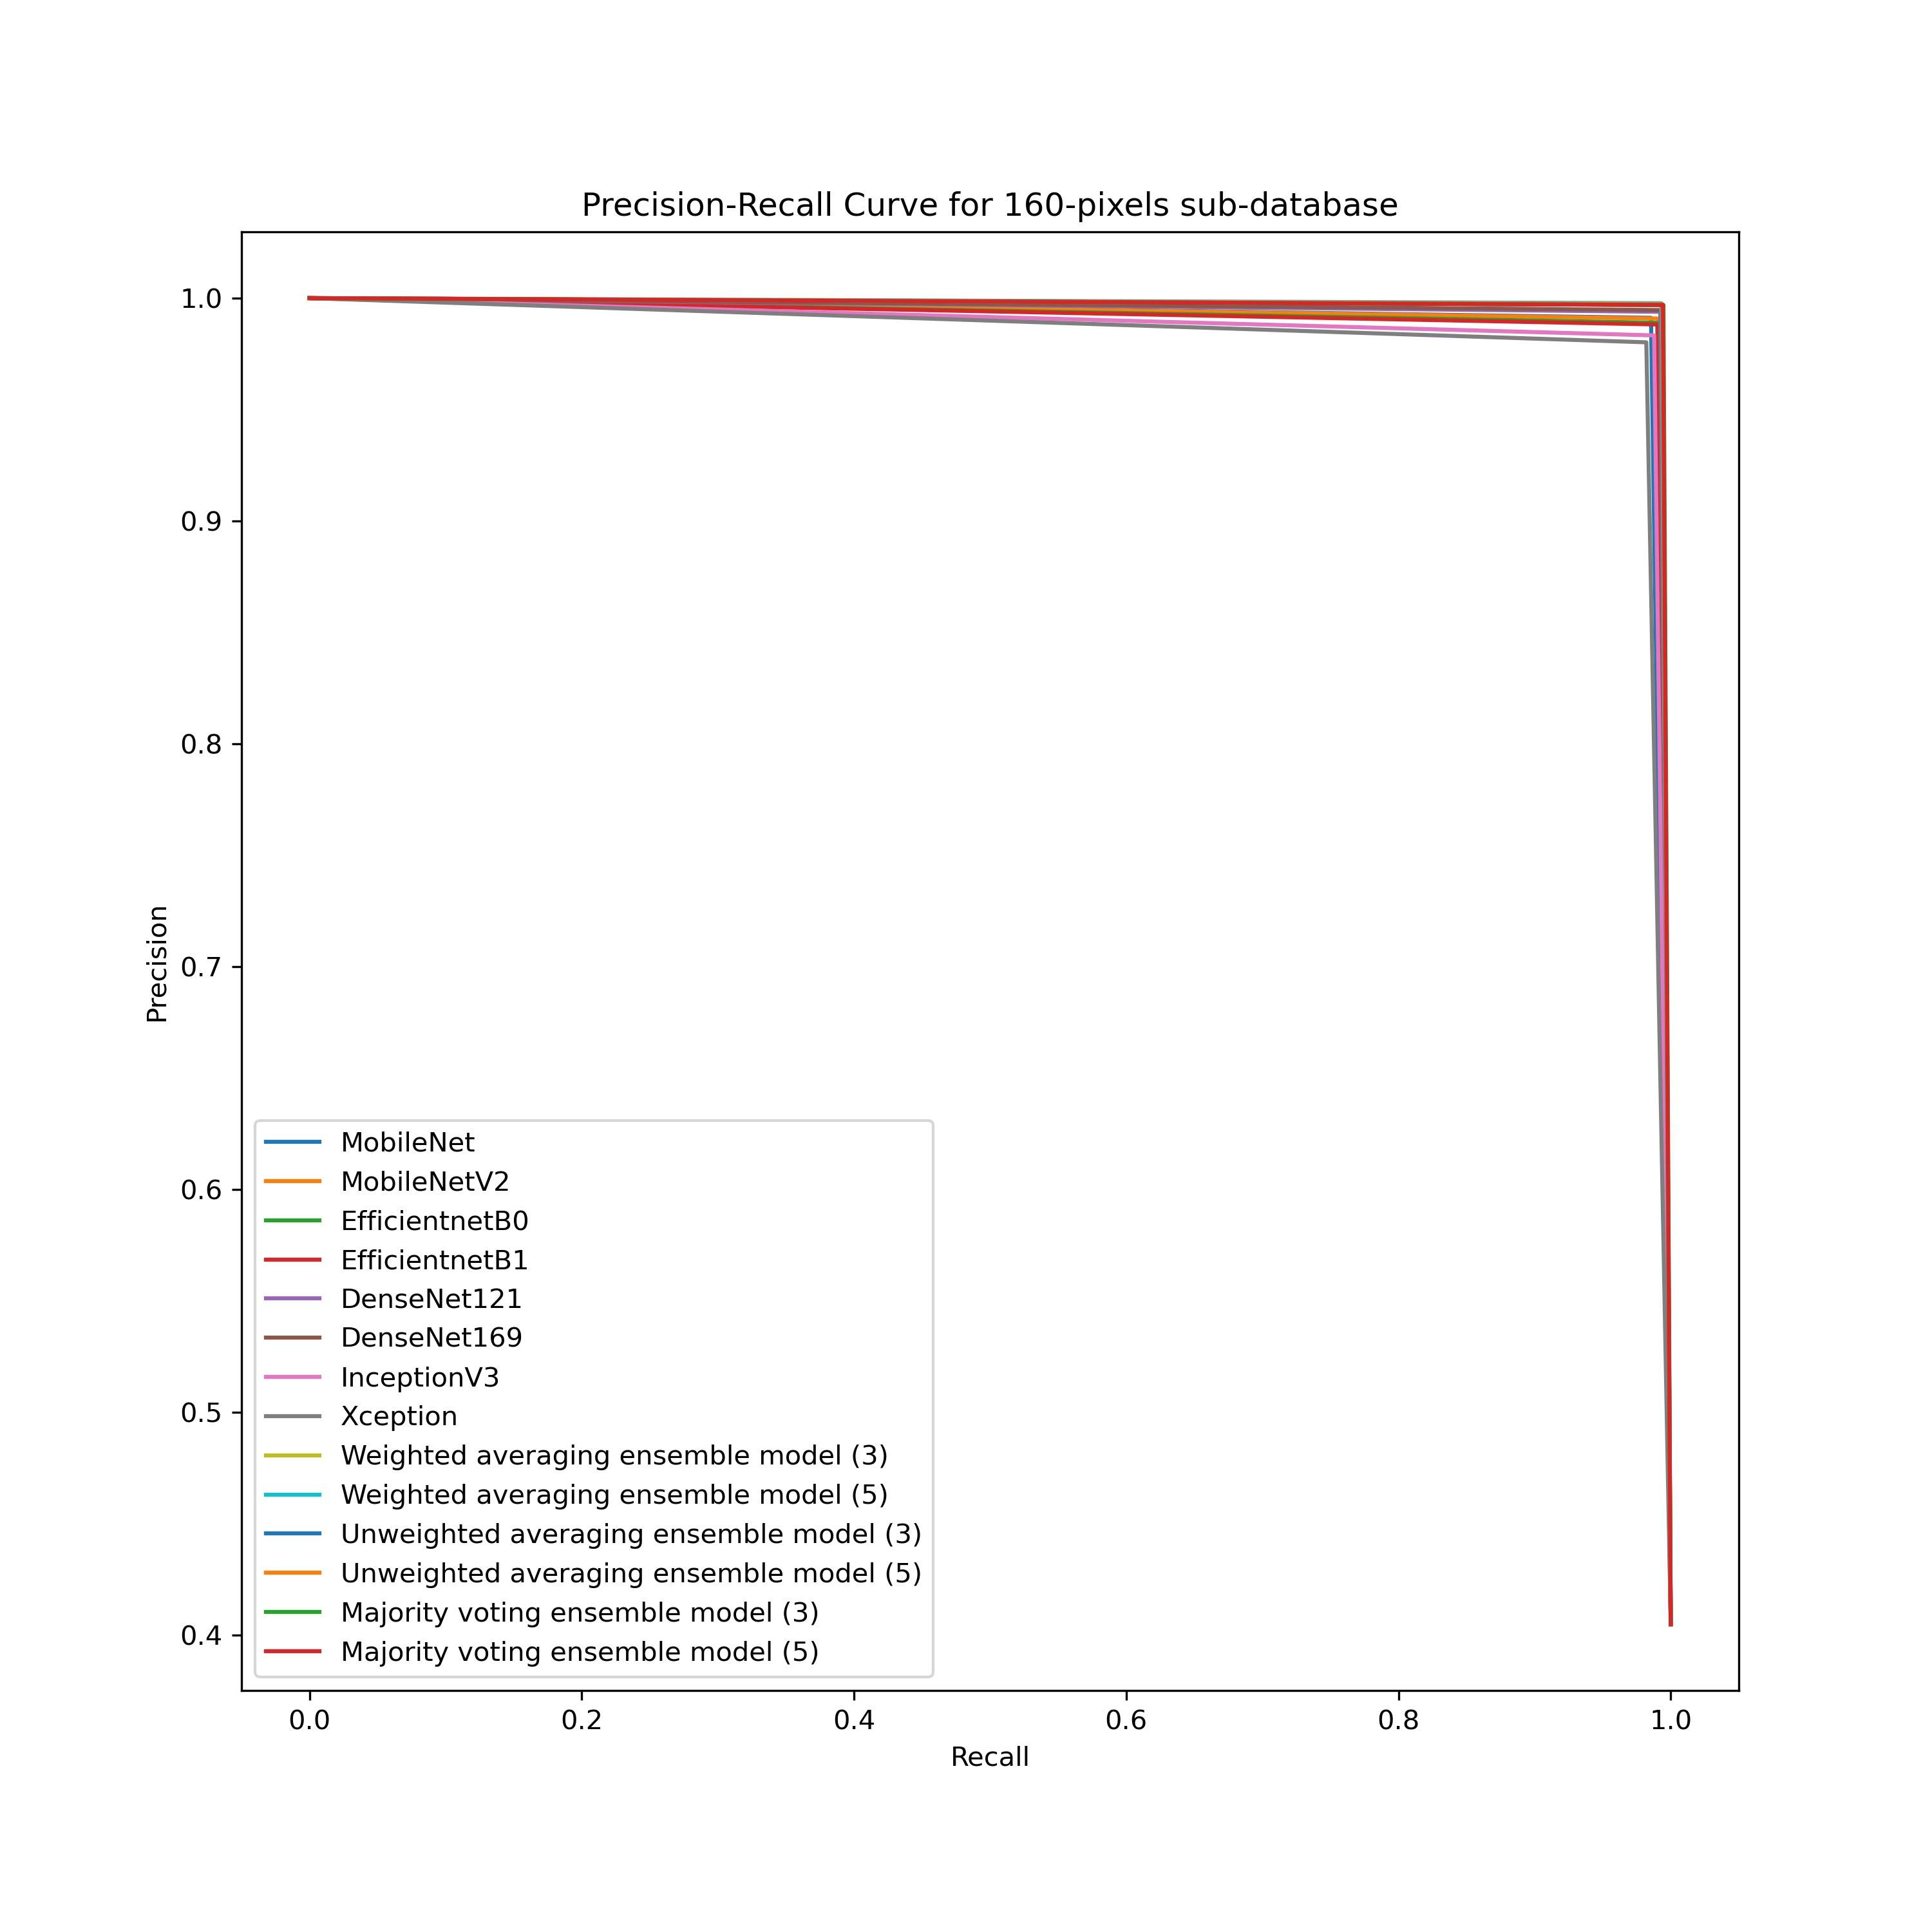 Precision-Recall Curve for 160-pixels sub-database
1.0
0.9
0.8
0.7
0.6
0.5
0.4
Precision
MobileNet
MobileNetV2
EfficientnetB0
EfficientnetB1
DenseNet121
DenseNet169
InceptionV3
Xception
Weighted averaging ensemble model (3)
Weighted averaging ensemble model (5)
Unweighted averaging ensemble model (3)
Unweighted averaging ensemble model (5)
Majority voting ensemble model (3)
Majority voting ensemble model (5)
0.0 0.2 0.4 0.6 0.8 1.0
Recall